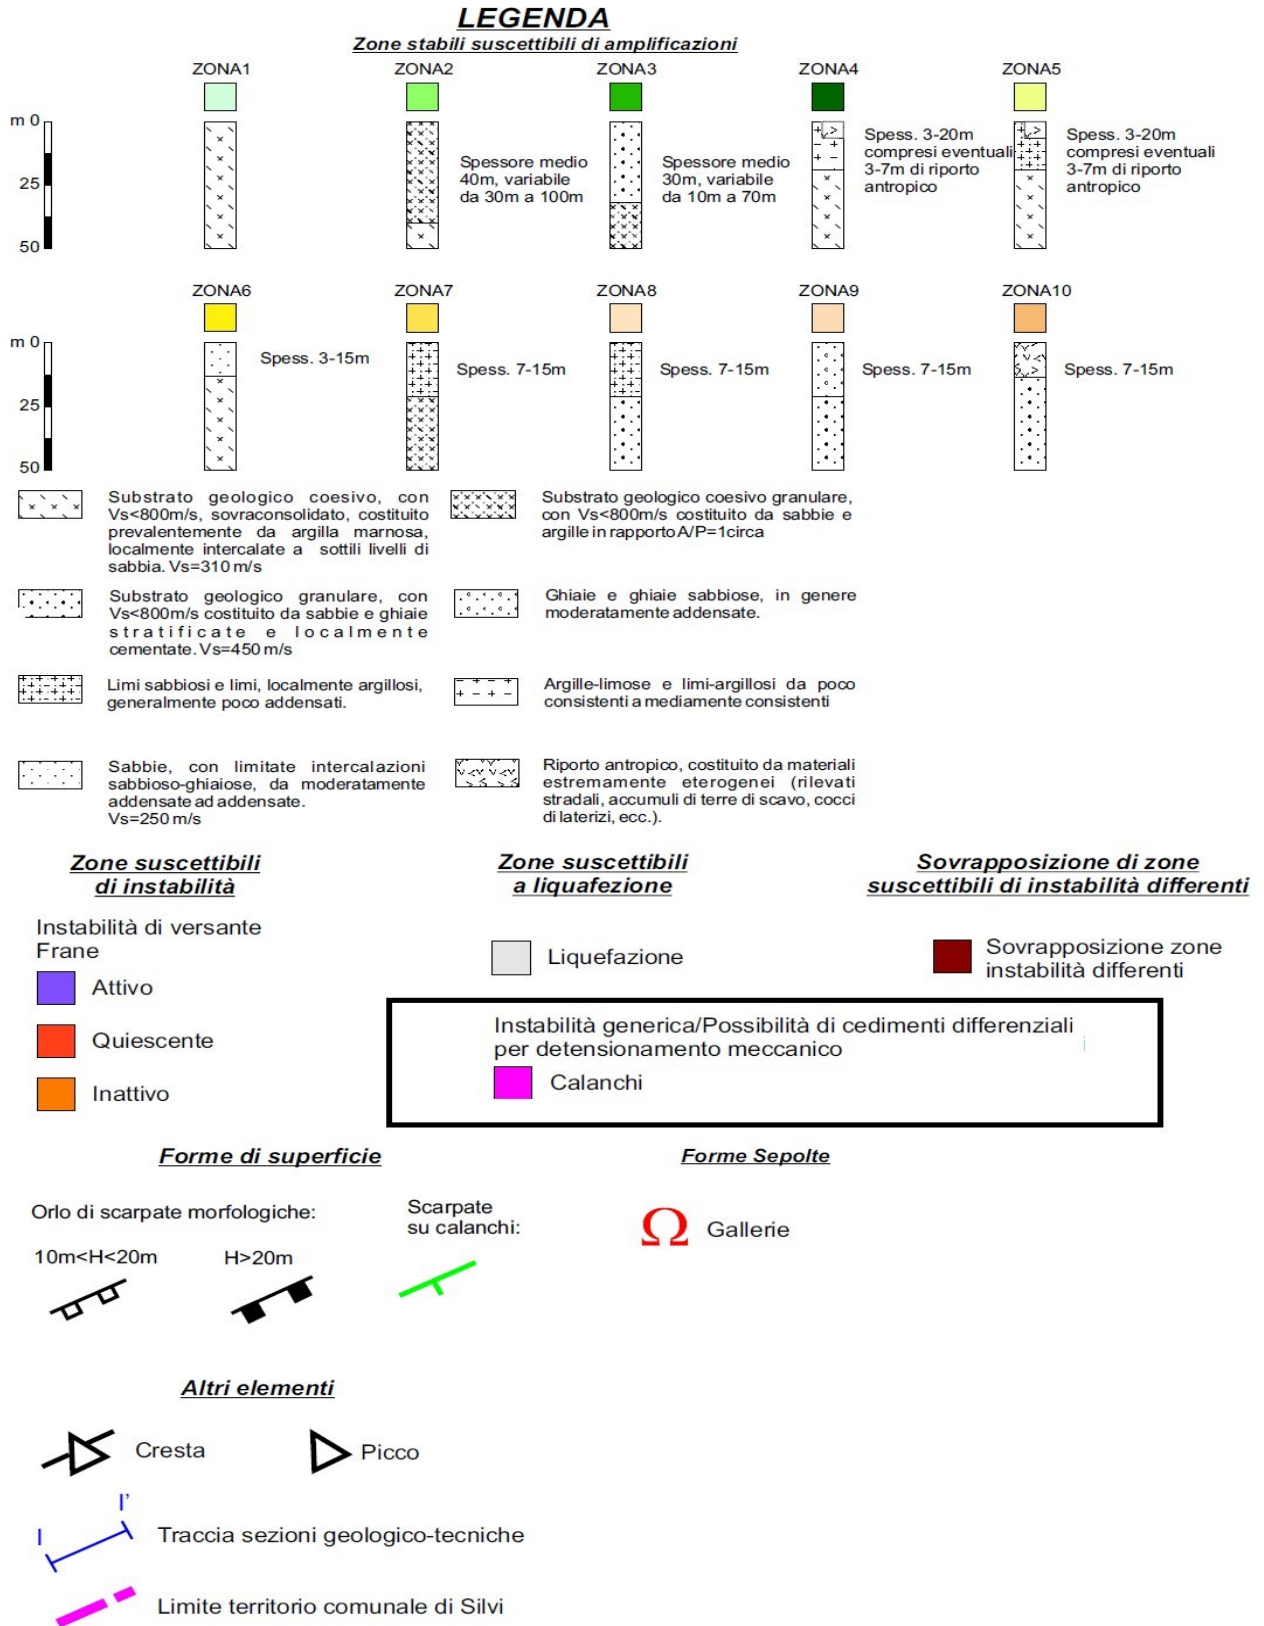 LEGENDA
Zone stabili suscettibili di amplificazioni
ZONA1
ZONA2
ZONA3
ZONA4
ZONA5
m 0
25
50
Spessore medio
40m, variabile
da 30m a 100m
Spessore medio
30m, variabile
da 10m a 70m
Spess. 3-20m
compresi eventuali
3-7m di riporto
antropico
Spess. 3-20m
compresi eventuali
3-7m di riporto
antropico
ZONA6
ZONA7
ZONA8
ZONA9
ZONA10
m 0
25
50
Spess. 3-15m
Spess. 7-15m
Spess. 7-15m
Spess. 7-15m
Spess. 7-15m
Substrato geologico coesivo, con
Vs<800m/s, sovraconsolidato, costituito
prevalentemente da argilla marnosa,
localmente intercalate a sottili livelli di
sabbia. Vs=310 m/s
Substrato geologico coesivo granulare,
con Vs<800m/s costituito da sabbie e
argille in rapporto A/P=1circa
Substrato geologico granulare, con
Vs<800m/s costituito da sabbie e ghiaie
stratificate e localmente
cementate. Vs=450 m/s
Ghiaie e ghiaie sabbiose, in genere
moderatamente addensate.
Limi sabbiosi e limi, localmente argillosi,
generalmente poco addensati.
Argille-limose e limi-argillosi da poco
consistenti a mediamente consistenti
Sabbie, con limitate intercalazioni
sabbioso-ghiaiose, da moderatamente
addensate ad addensate.
Vs=250 m/s
Riporto antropico, costituito da materiali
estremamente eterogenei (rilevati
stradali, accumuli di terre di scavo, cocci
di laterizi, ecc.).
Zone suscettibili
di instabilità
Zone suscettibili
a liquafezione
Sovrapposizione di zone
suscettibili di instabilità differenti
Instabilità di versante
Frane
Attivo
Quiescente
Inattivo
Liquefazione
Sovrapposizione zone
instabilità differenti
Instabilità generica/Possibilità di cedimenti differenziali
per detensionamento meccanico
Calanchi
Forme di superficie
Forme Sepolte
Orlo di scarpate morfologiche:
10m<H<20m
H>20m
Scarpate
su calanchi:
Ω Gallerie
Altri elementi
Cresta
Picco
I
I'
Traccia sezioni geologico-tecniche
Limite territorio comunale di Silvi